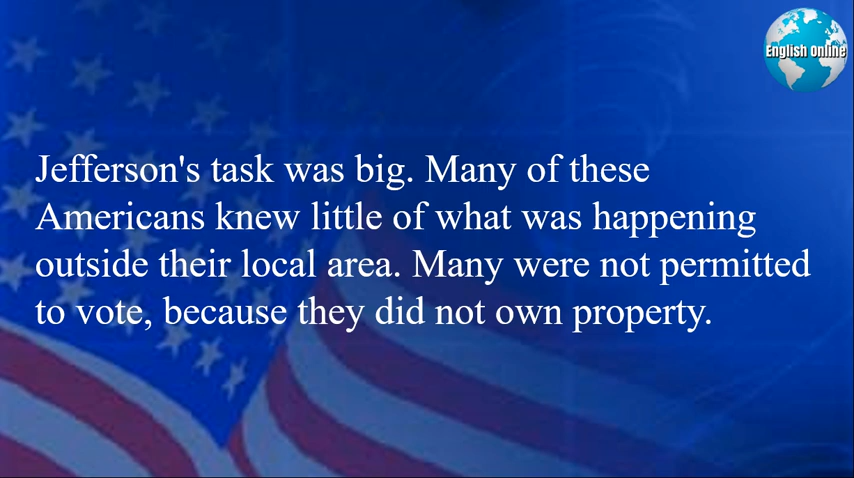 English Online
Jefferson's task was big. Many of these
Americans knew little of what was happening
outside their local area. Many were not permitted
to vote, because they did not own property.